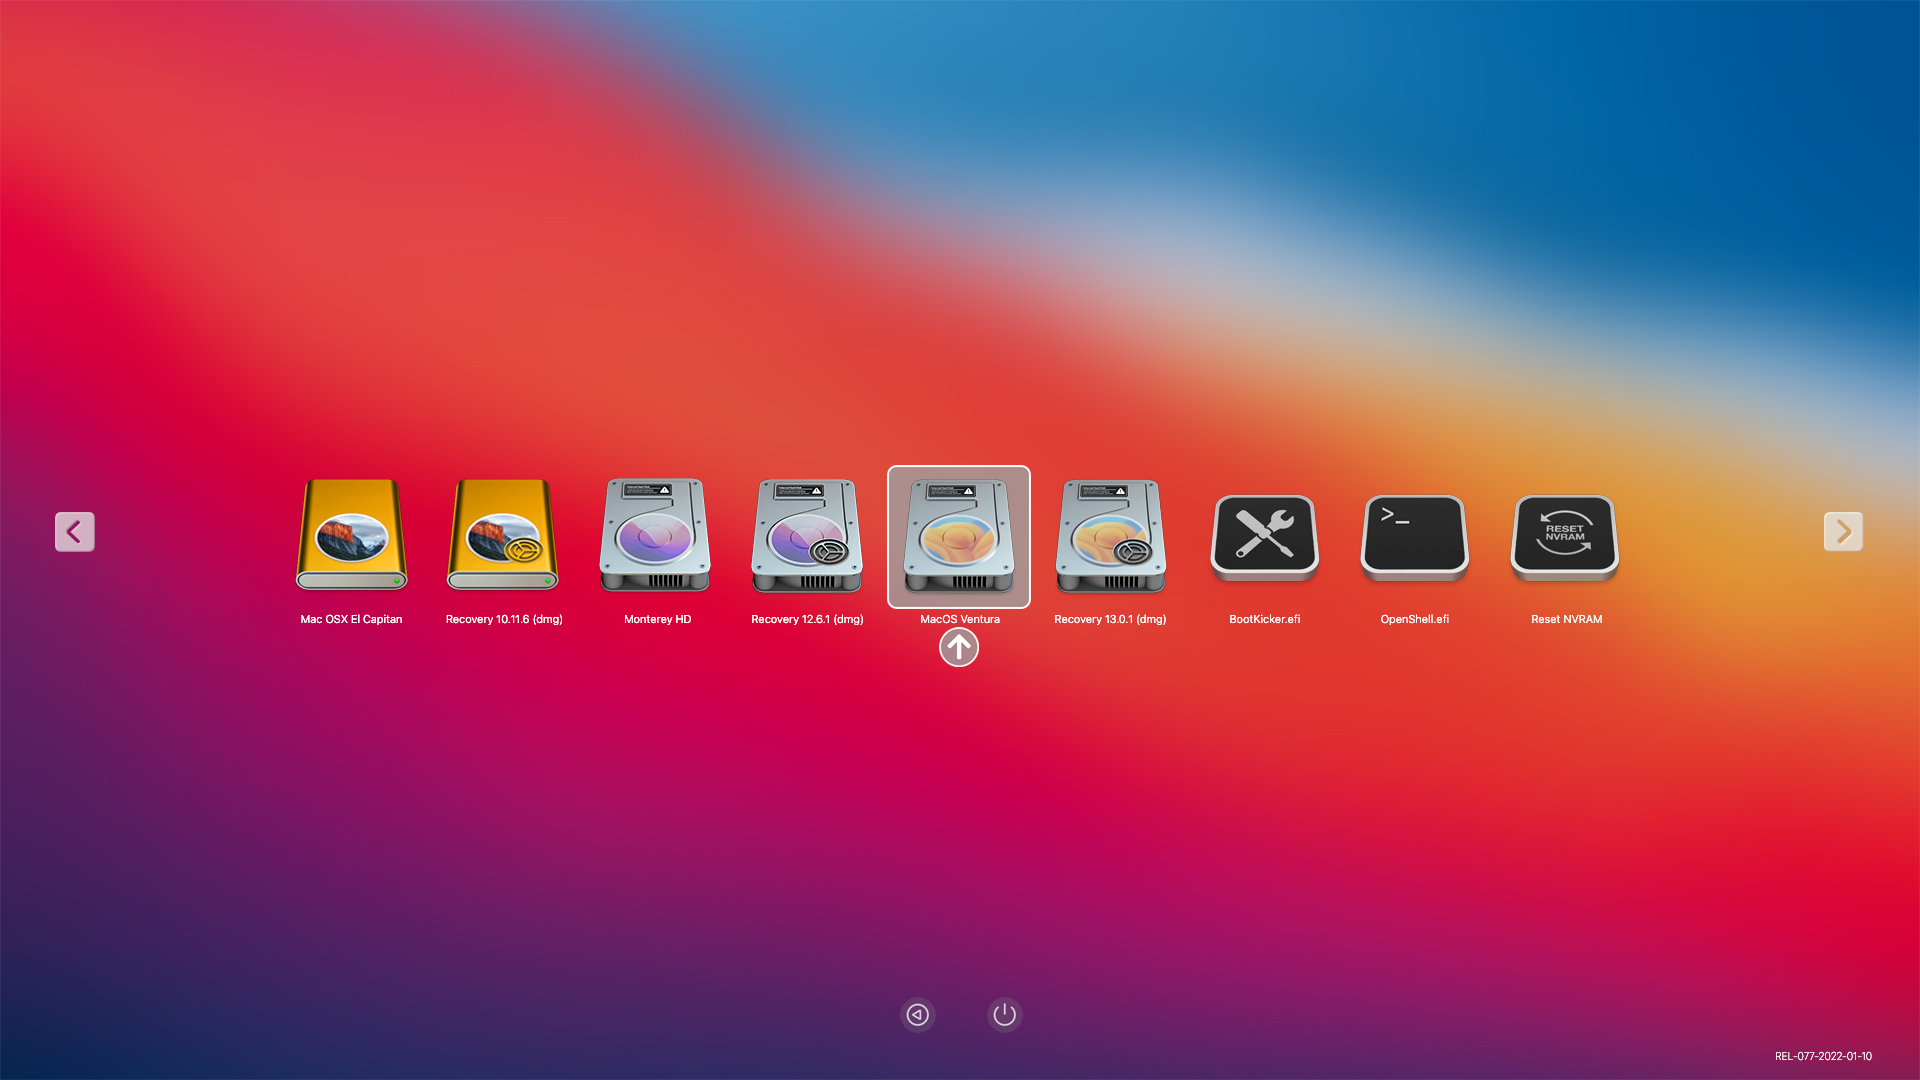 RESET
NVRAM
Mac OSX El Capitan
Recovery 10.11.6 (dmg)
Monterey HD
Recovery 12.6.1 (dmg)
MacOS Ventura
Recovery 13.0.1 (dmg)
BootKicker.efi
OpenShell.efi
Reset NVRAM
REL-077-2022-01-10